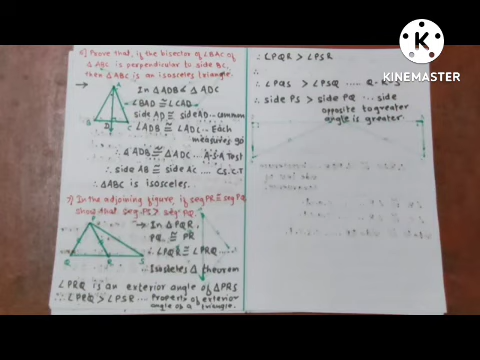 6] Prove that, if the bisector of ∠BAC of
△ABC is perpendicular to side BC,
then △ABC is an isosceles triangle.
→ In △ADB & △ADC
∠BAD ≅ ∠CAD
side AD ≅ side AD... common
∠ADB ≅ ∠ADC... Each
measures 90
∴ △ADB ≅ △ADC... A-S-A Test
∴ side AB ≅ side AC .... C.S.C.T
∴ △ABC is isosceles.
A
B
D
7) In the adjoining figure, if seg PR ≅ seg PQ,
show that seg PS > seg PQ.
→ In △PQR,
PQ ≅ PR
∴ ∠PQR ≅ ∠PRQ ...
... Isosceles △ theorem
P
Q R S
∠PRQ is an exterior angle of △PRS
∴ ∠PRQ > ∠PSR ... Property of exterior
angle of a triangle.
∴ ∠PQR > ∠PSR
∴
∴ ∠PQS > ∠PSQ ..... Q-R-S
∴ side PS > side PQ ... side
opposite to greater
angle is greater.
K
KINEMASTER